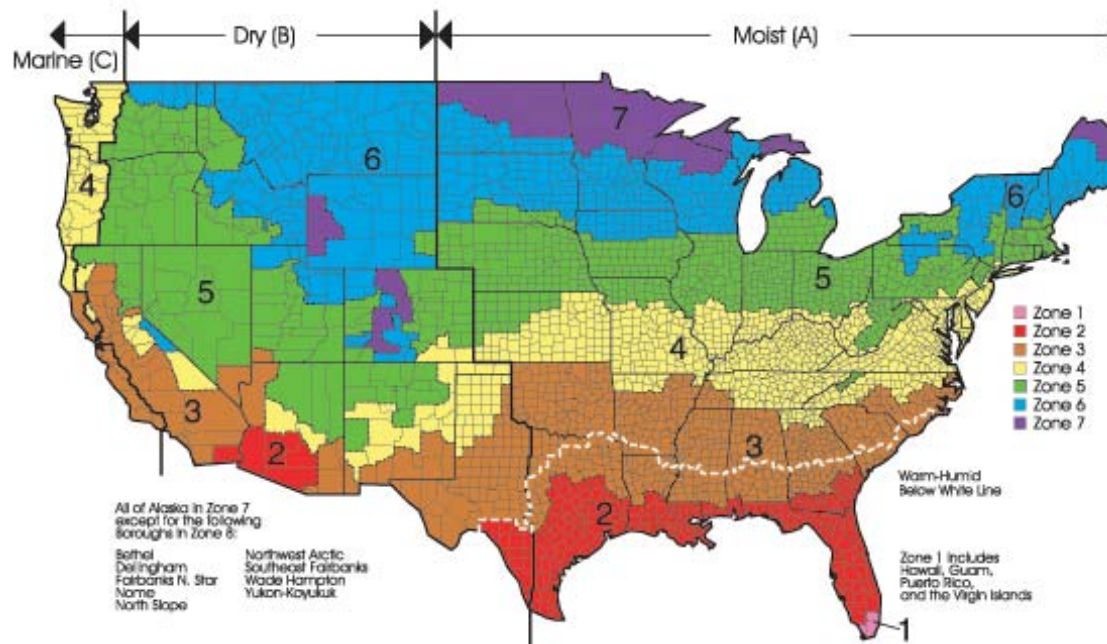 Marine (C)
Dry (B)
Moist (A)
7
6
6
4
5
5
4
3
3
2
2
1
Zone 1
Zone 2
Zone 3
Zone 4
Zone 5
Zone 6
Zone 7
Warm-Humid
Below White Line
All of Alaska in Zone 7
except for the following
Boroughs in Zone 8:
Bethel
Dellingham
Fairbanks N. Star
Nome
North Slope
Northwest Arctic
Southeast Fairbanks
Wade Hampton
Yukon-Koyukuk
Zone 1 includes
Hawaii, Guam,
Puerto Rico,
and the Virgin Islands